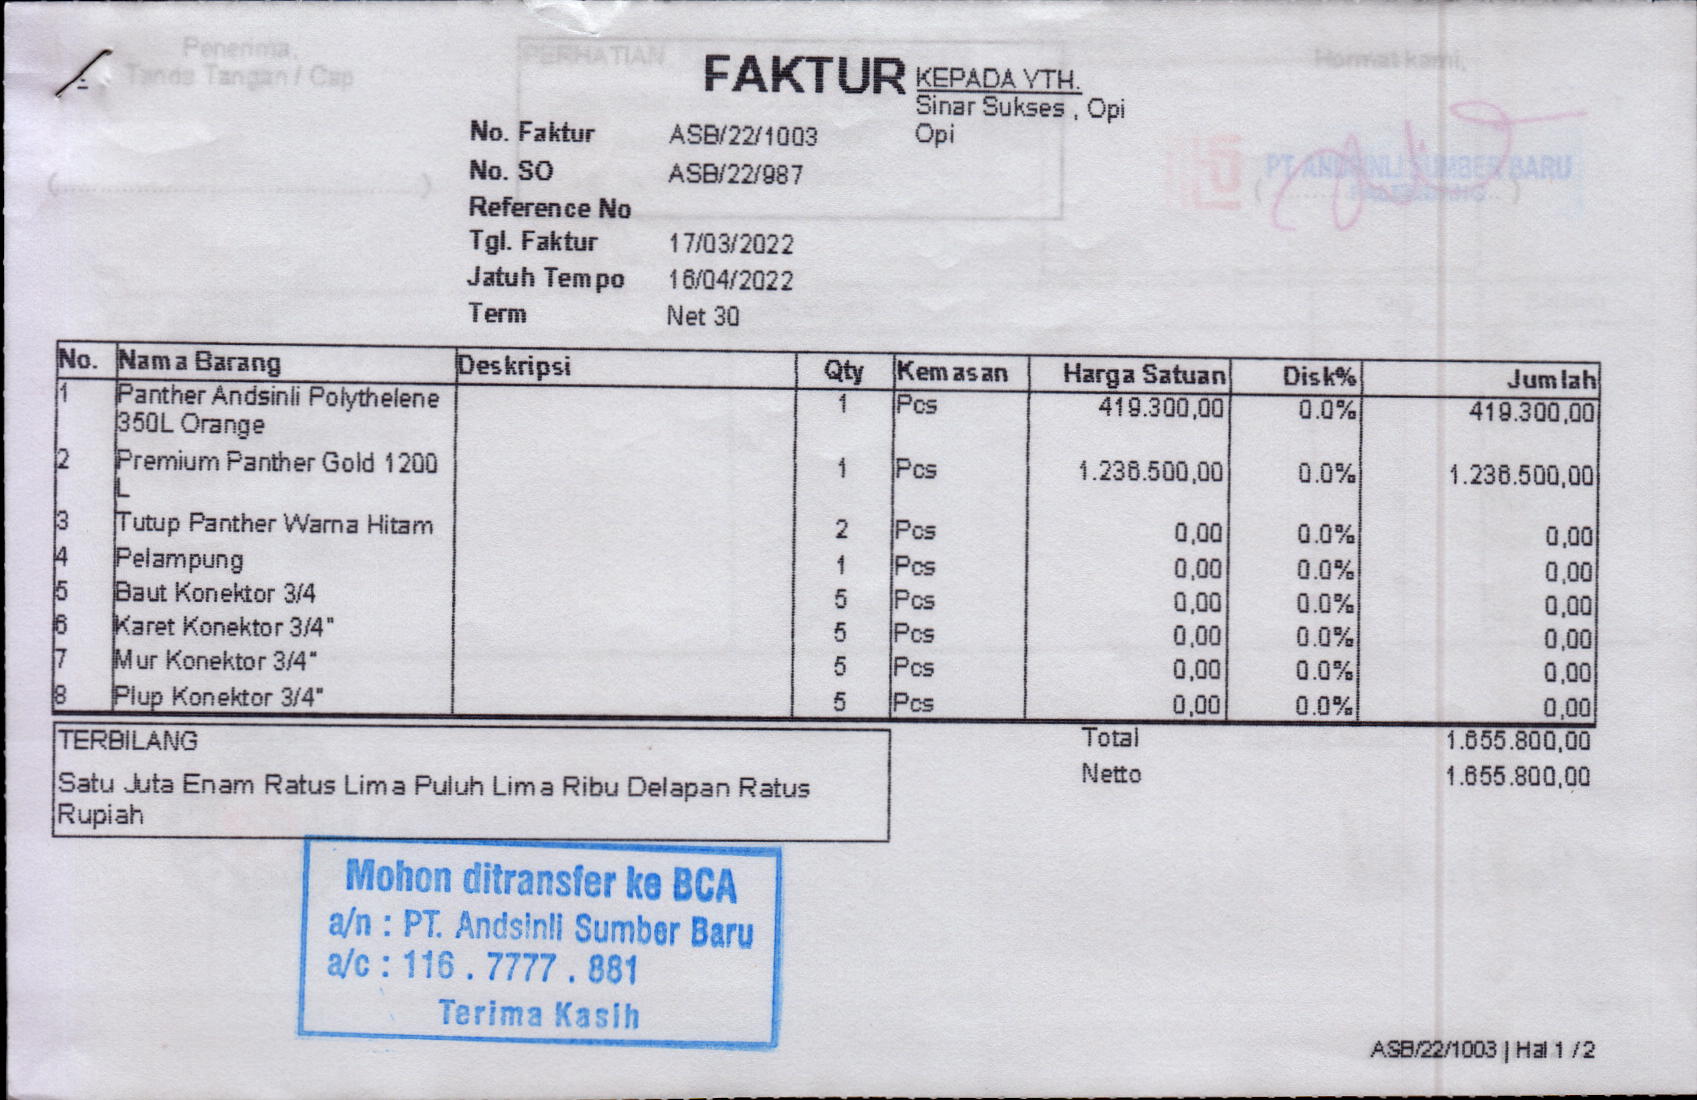 FAKTUR
KEPADA YTH.
Sinar Sukses , Opi
Opi
No. Faktur ASB/22/1003
No. SO ASB/22/987
Reference No
Tgl. Faktur 17/03/2022
Jatuh Tempo 16/04/2022
Term Net 30
No. Nama Barang Deskripsi Qty Kemasan Harga Satuan Disk% Jumlah
1 Panther Andsinli Polythelene 1 Pcs 419.300,00 0.0% 419.300,00
350L Orange
2 Premium Panther Gold 1200 1 Pcs 1.236.500,00 0.0% 1.236.500,00
L
3 Tutup Panther Warna Hitam 2 Pcs 0,00 0.0% 0,00
4 Pelampung 1 Pcs 0,00 0.0% 0,00
5 Baut Konektor 3/4 5 Pcs 0,00 0.0% 0,00
6 Karet Konektor 3/4" 5 Pcs 0,00 0.0% 0,00
7 Mur Konektor 3/4" 5 Pcs 0,00 0.0% 0,00
8 Plup Konektor 3/4" 5 Pcs 0,00 0.0% 0,00
TERBILANG
Satu Juta Enam Ratus Lima Puluh Lima Ribu Delapan Ratus
Rupiah
Total 1.655.800,00
Netto 1.655.800,00
Mohon ditransfer ke BCA
a/n : PT. Andsinli Sumber Baru
a/c : 116 . 7777 . 881
Terima Kasih
ASB/22/1003 | Hal 1 / 2
Penerima,
Tanda Tangan / Cap
PERHATIAN
Hormat kami,
PT. ANDSINLI SUMBER BARU